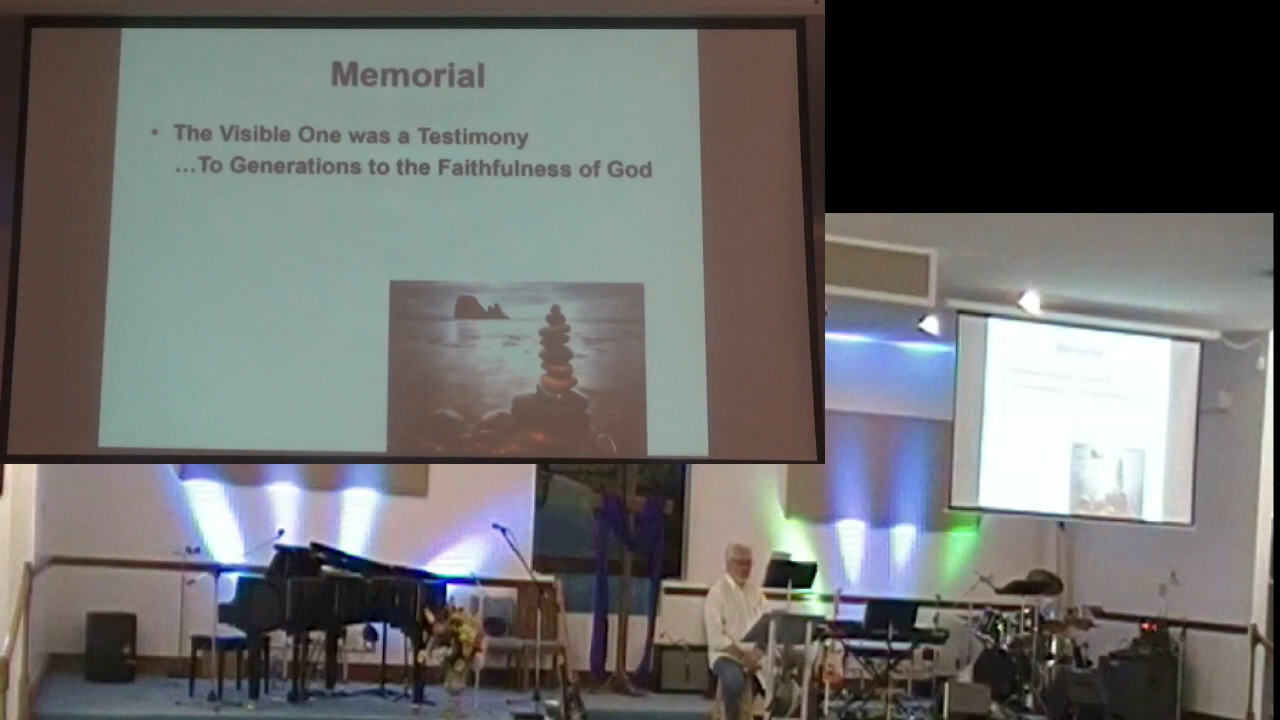 Memorial
• The Visible One was a Testimony
...To Generations to the Faithfulness of God